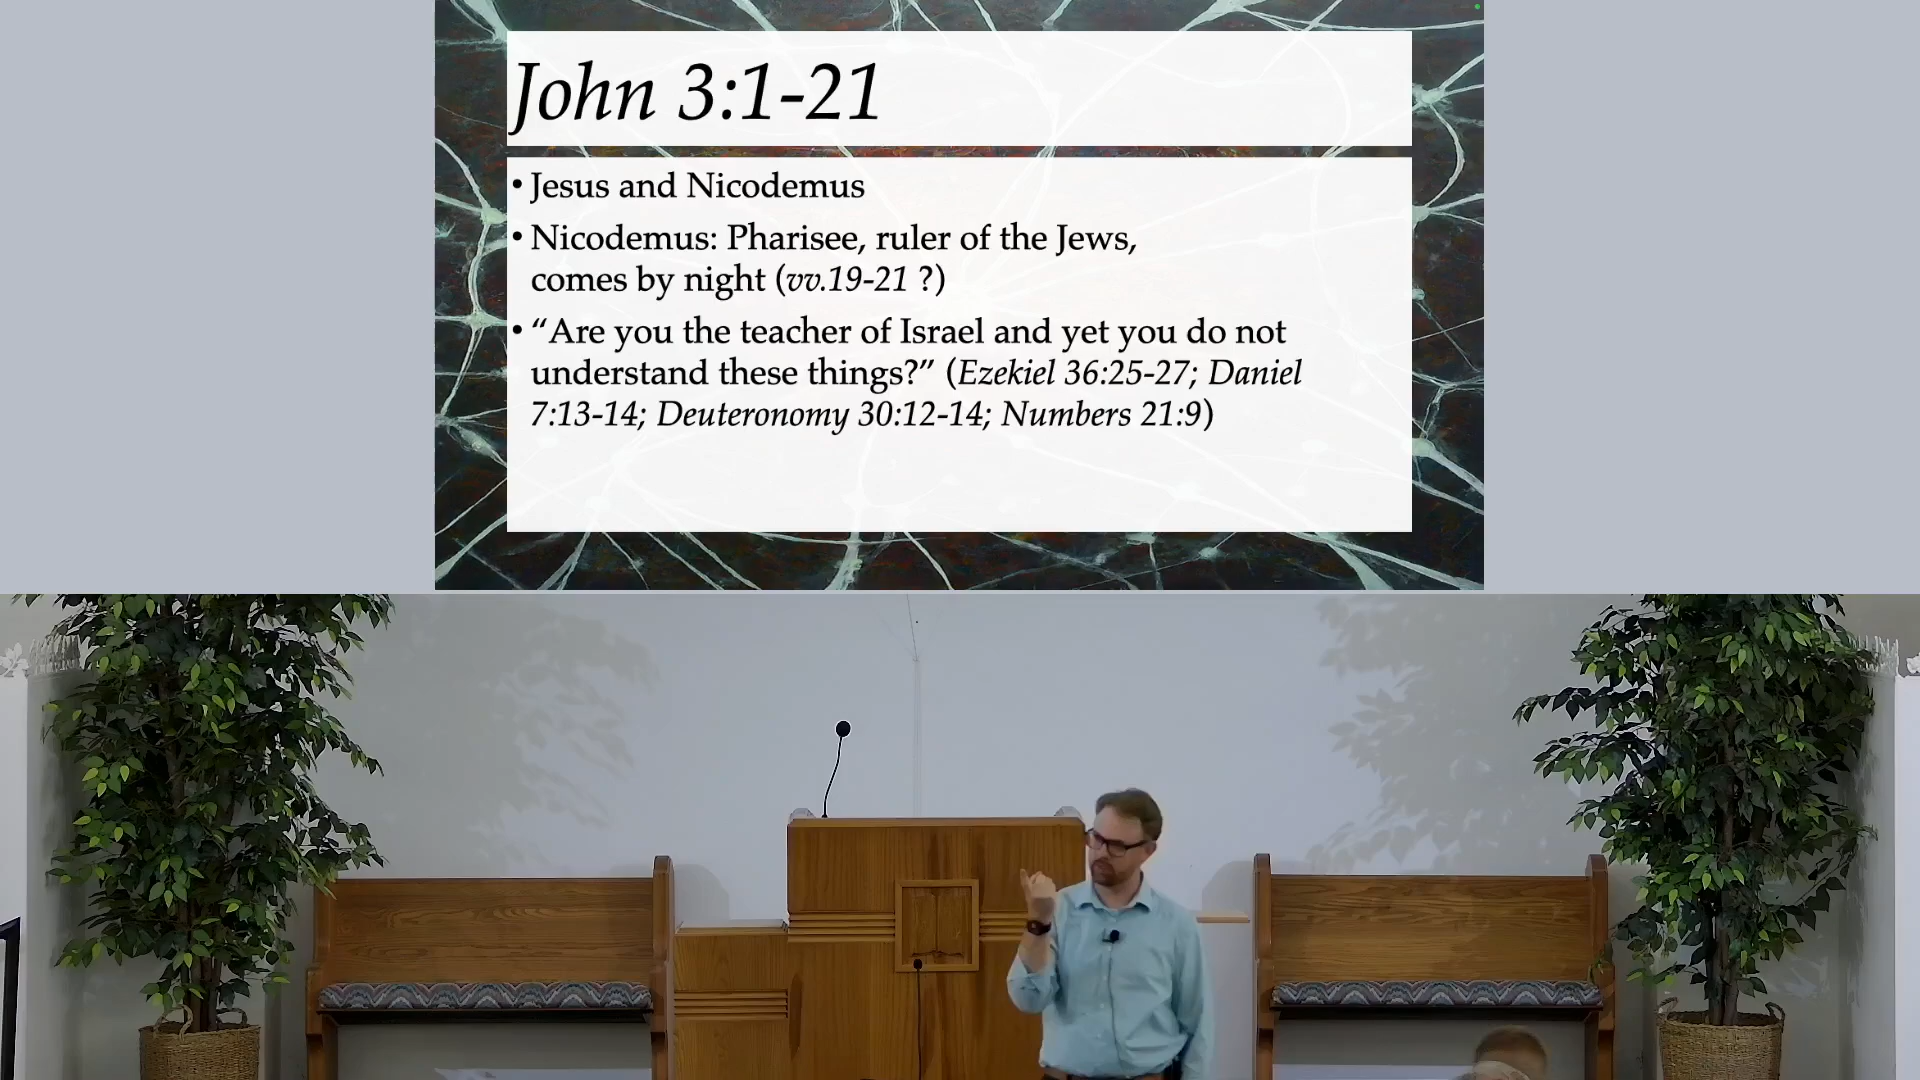 John 3:1-21
• Jesus and Nicodemus
• Nicodemus: Pharisee, ruler of the Jews,
comes by night (vv.19-21 ?)
• “Are you the teacher of Israel and yet you do not
understand these things?” (Ezekiel 36:25-27; Daniel
7:13-14; Deuteronomy 30:12-14; Numbers 21:9)